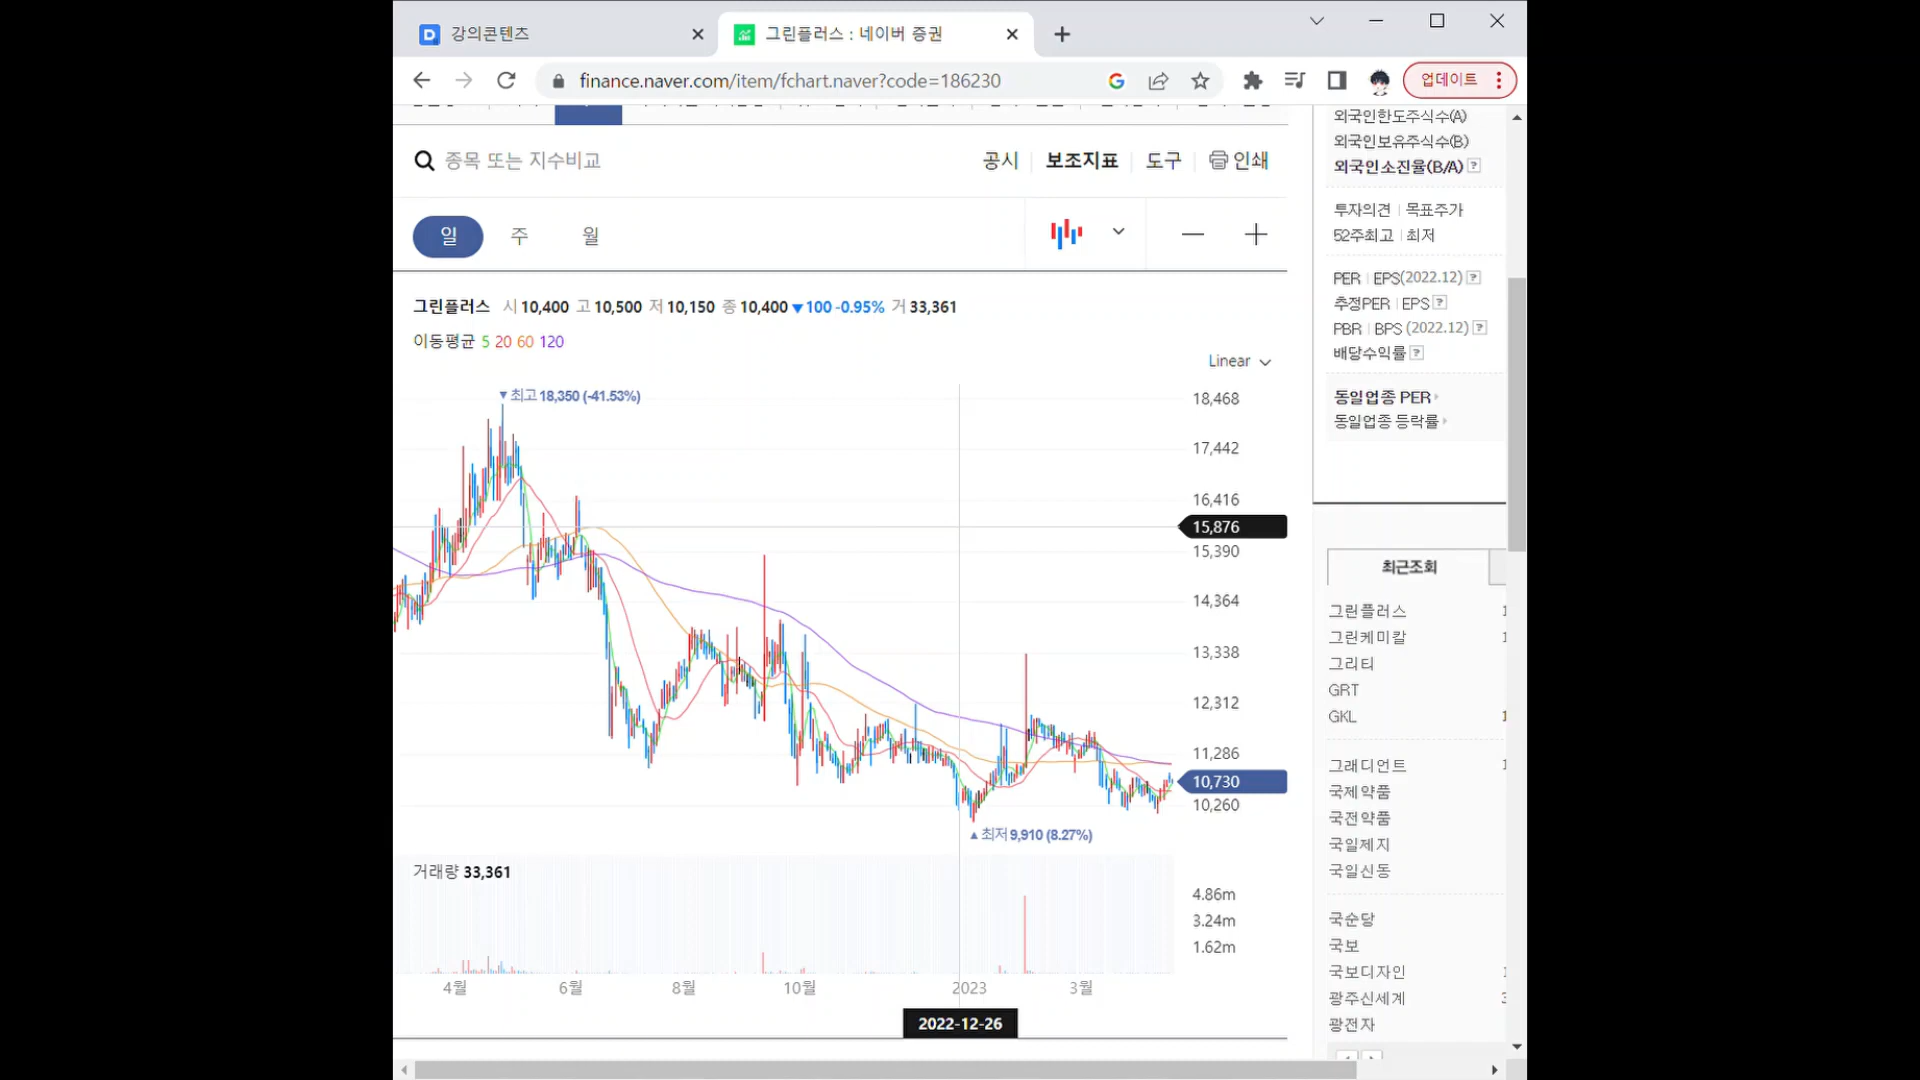 강의콘텐츠
그린플러스 : 네이버 증권
finance.naver.com/item/fchart.naver?code=186230
업데이트
종목 또는 지수비교
공시 보조지표 도구 인쇄
일 주 월
그린플러스 시 10,400 고 10,500 저 10,150 종 10,400 ▼100 -0.95% 거 33,361
이동평균 5 20 60 120
Linear
▼최고 18,350 (-41.53%)
18,468
17,442
16,416
15,876
15,390
14,364
13,338
12,312
11,286
10,730
10,260
▲최저 9,910 (8.27%)
거래량 33,361
4.86m
3.24m
1.62m
4월 6월 8월 10월 2023 3월
2022-12-26
외국인한도주식수(A)
외국인보유주식수(B)
외국인소진율(B/A) ?
투자의견 | 목표주가
52주최고 | 최저
PER | EPS(2022.12) ?
추정PER | EPS ?
PBR | BPS (2022.12) ?
배당수익률 ?
동일업종 PER
동일업종 등락률
최근조회
그린플러스
그린케미칼
그리티
GRT
GKL
그래디언트
국제약품
국전약품
국일제지
국일신동
국순당
국보
국보디자인
광주신세계
광전자